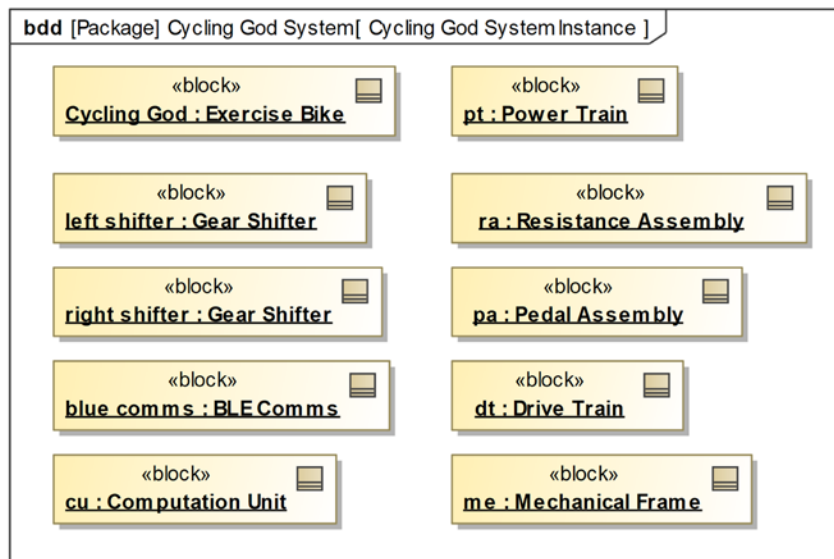 bdd [Package] Cycling God System[ Cycling God System Instance ]
«block»
Cycling God : Exercise Bike
«block»
pt : Power Train
«block»
left shifter : Gear Shifter
«block»
ra : Resistance Assembly
«block»
right shifter : Gear Shifter
«block»
pa : Pedal Assembly
«block»
blue comms : BLE Comms
«block»
dt : Drive Train
«block»
cu : Computation Unit
«block»
me : Mechanical Frame